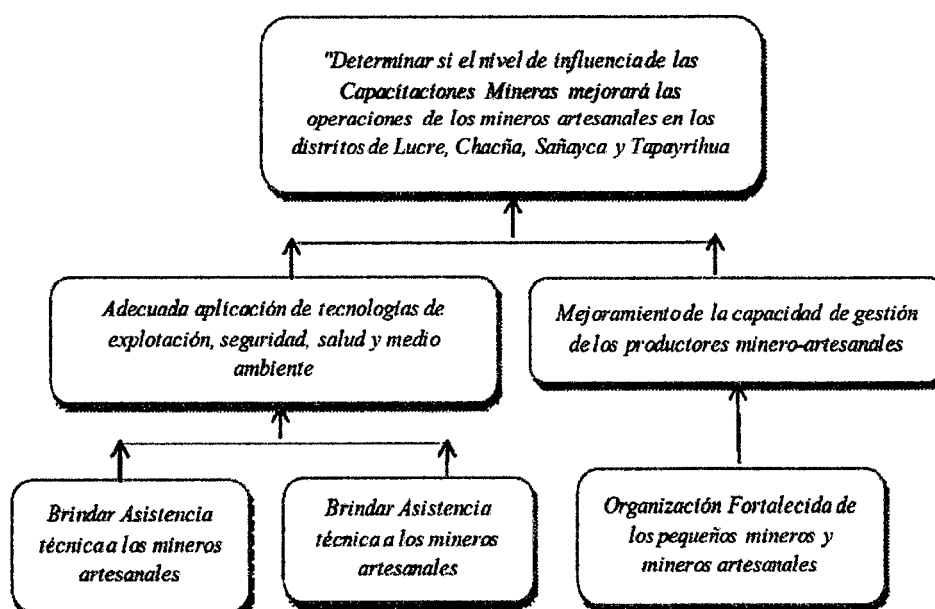 "Determinar si el nivel de influencia de las
Capacitaciones Mineras mejorará las
operaciones de los mineros artesanales en los
distritos de Lucre, Chacña, Sañayca y Tapayrihua
Adecuada aplicación de tecnologías de
explotación, seguridad, salud y medio
ambiente
Mejoramiento de la capacidad de gestión
de los productores minero-artesanales
Brindar Asistencia
técnica a los mineros
artesanales
Brindar Asistencia
técnica a los mineros
artesanales
Organización Fortalecida de
los pequeños mineros y
mineros artesanales